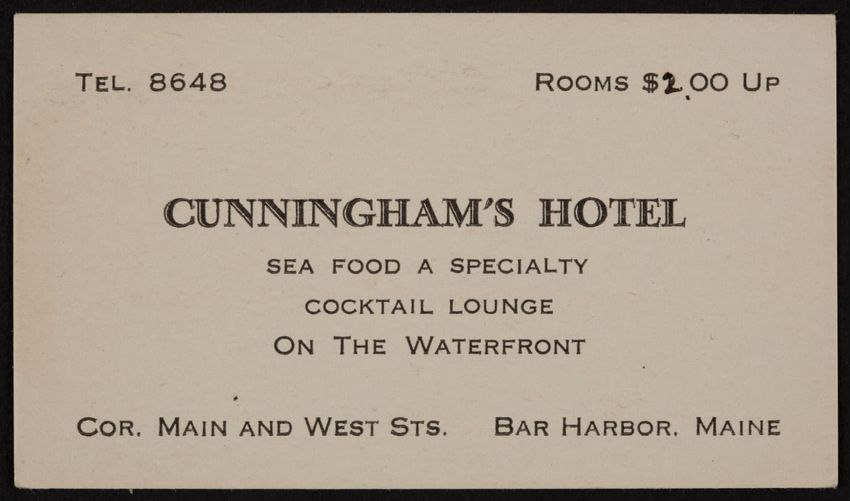 TEL. 8648
ROOMS $2.00 UP
CUNNINGHAM'S HOTEL
SEA FOOD A SPECIALTY
COCKTAIL LOUNGE
ON THE WATERFRONT
COR. MAIN AND WEST STS. BAR HARBOR. MAINE